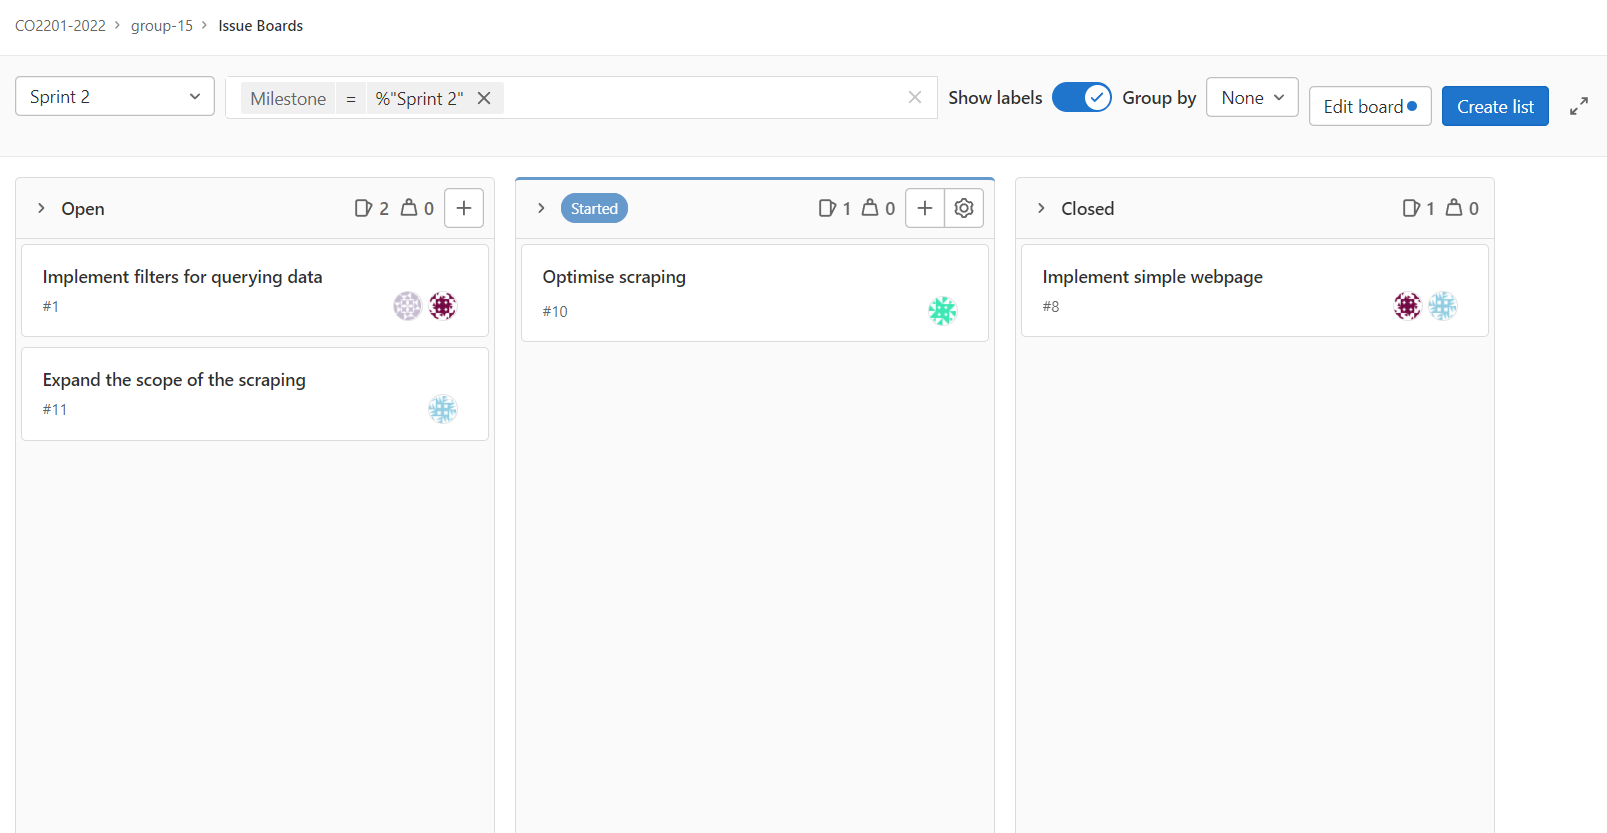 CO2201-2022 > group-15 > Issue Boards
Sprint 2 Milestone = %"Sprint 2" Show labels Group by None Edit board Create list
Open 2 0
Implement filters for querying data
#1
Expand the scope of the scraping
#11
Started 1 0
Optimise scraping
#10
Closed 1 0
Implement simple webpage
#8